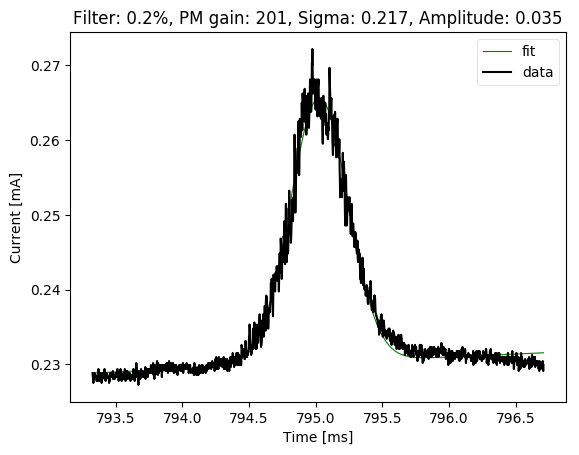 Filter: 0.2%, PM gain: 201, Sigma: 0.217, Amplitude: 0.035
fit
data
0.27
0.26
0.25
0.24
0.23
Current [mA]
793.5 794.0 794.5 795.0 795.5 796.0 796.5
Time [ms]